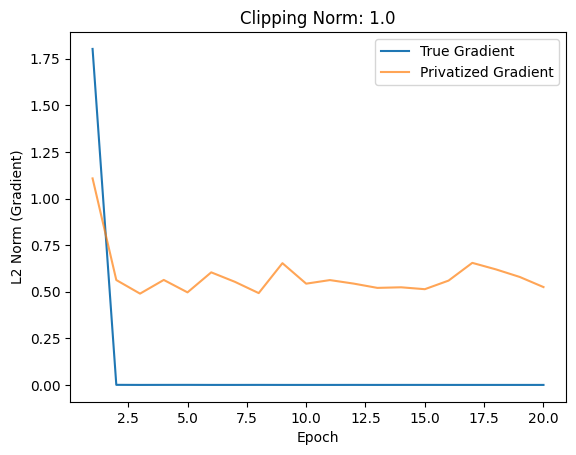 Clipping Norm: 1.0
True Gradient
Privatized Gradient
L2 Norm (Gradient)
1.75
1.50
1.25
1.00
0.75
0.50
0.25
0.00
2.5 5.0 7.5 10.0 12.5 15.0 17.5 20.0
Epoch